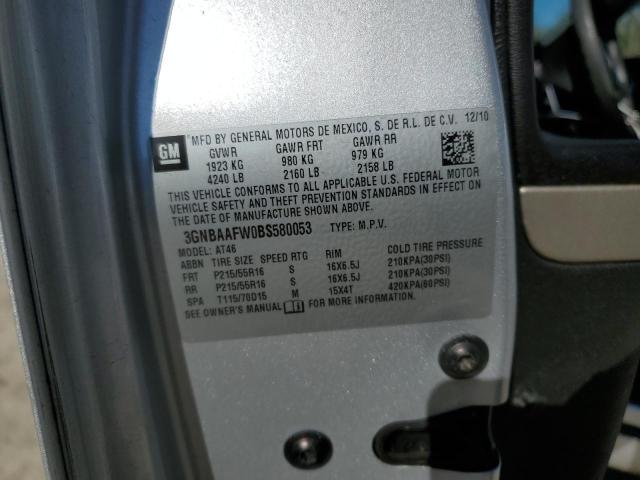 GM
MFD BY GENERAL MOTORS DE MEXICO, S. DE R.L. DE C.V. 12/10
GVWR GAWR FRT GAWR RR
1923 KG 980 KG 979 KG
4240 LB 2160 LB 2158 LB
THIS VEHICLE CONFORMS TO ALL APPLICABLE U.S. FEDERAL MOTOR
VEHICLE SAFETY AND THEFT PREVENTION STANDARDS IN EFFECT ON
THE DATE OF MANUFACTURE SHOWN ABOVE.
3GNBAAFW0BS580053 TYPE: M.P.V.
MODEL: AT46
ABBN TIRE SIZE SPEED RTG RIM COLD TIRE PRESSURE
FRT P215/55R16 S 16X6.5J 210KPA(30PSI)
RR P215/55R16 S 16X6.5J 210KPA(30PSI)
SPA T115/70D15 M 15X4T 420KPA(60PSI)
SEE OWNER'S MANUAL FOR MORE INFORMATION.